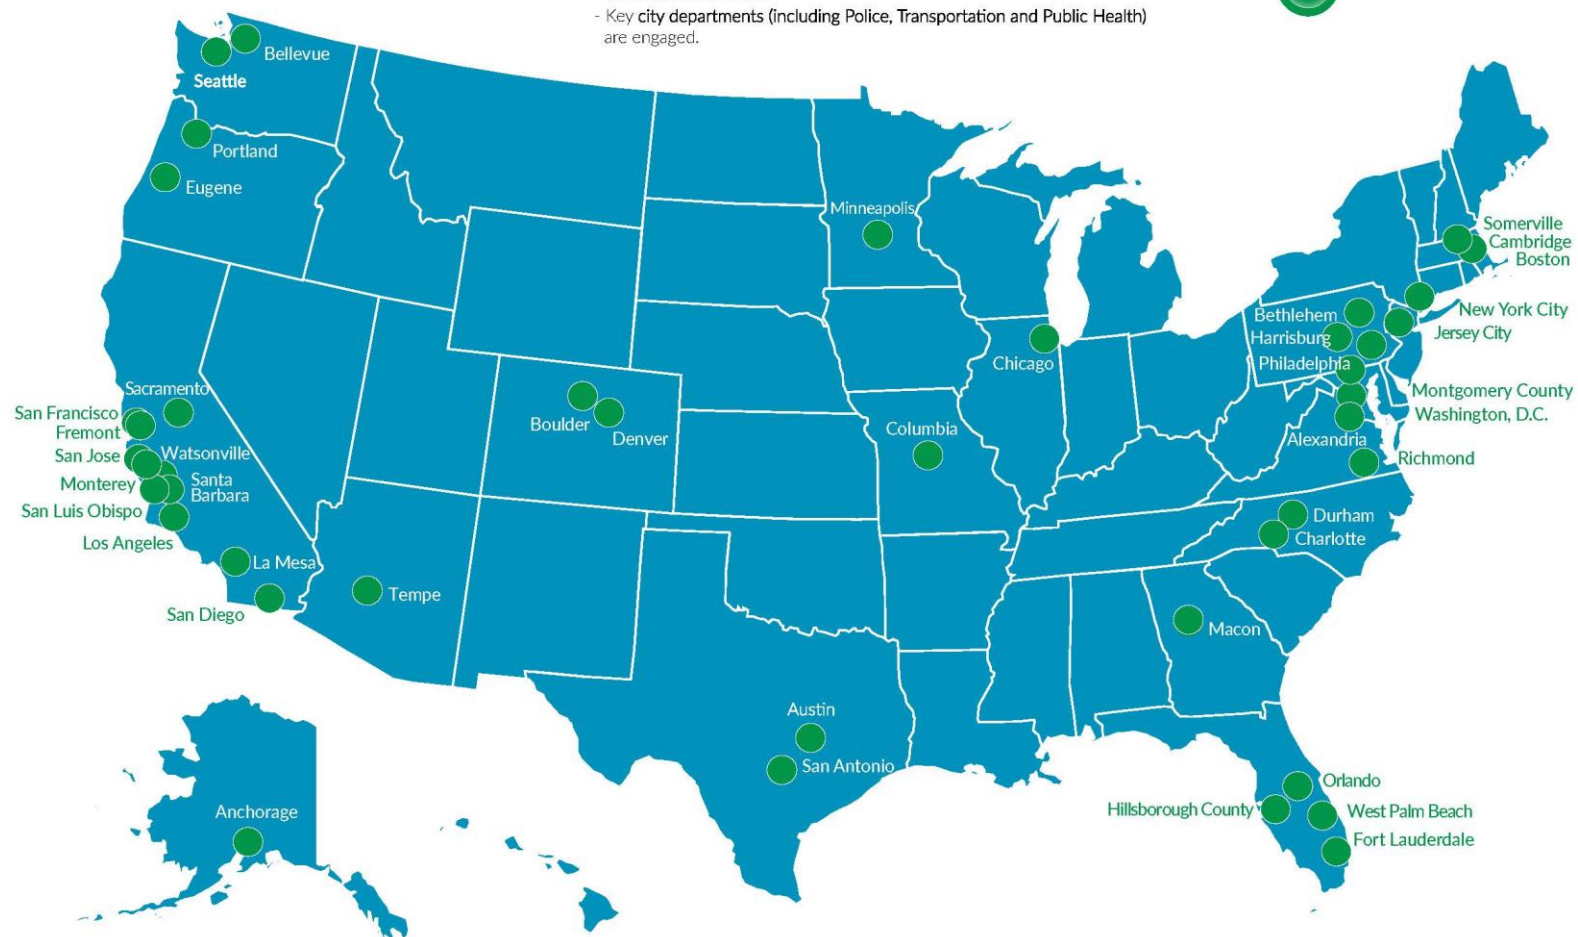 - Key city departments (including Police, Transportation and Public Health)
are engaged.
Bellevue
Seattle
Portland
Eugene
Minneapolis
Somerville
Cambridge
Boston
New York City
Jersey City
Bethlehem
Harrisburg
Philadelphia
Chicago
Montgomery County
Washington, D.C.
Alexandria
Richmond
Sacramento
San Francisco
Fremont
San Jose
Watsonville
Monterey
Santa
Barbara
San Luis Obispo
Los Angeles
La Mesa
San Diego
Boulder
Denver
Columbia
Tempe
Durham
Charlotte
Macon
Austin
San Antonio
Anchorage
Orlando
Hillsborough County
West Palm Beach
Fort Lauderdale